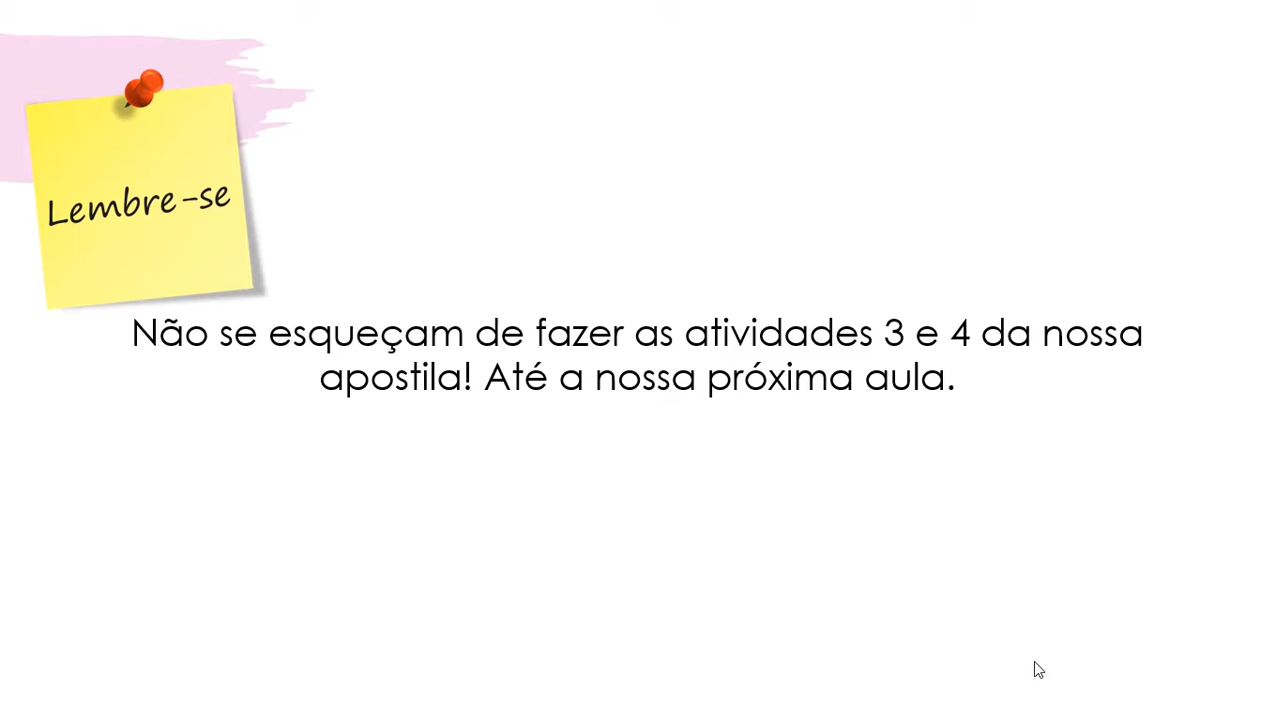 Lembre-se
Não se esqueçam de fazer as atividades 3 e 4 da nossa
apostila! Até a nossa próxima aula.